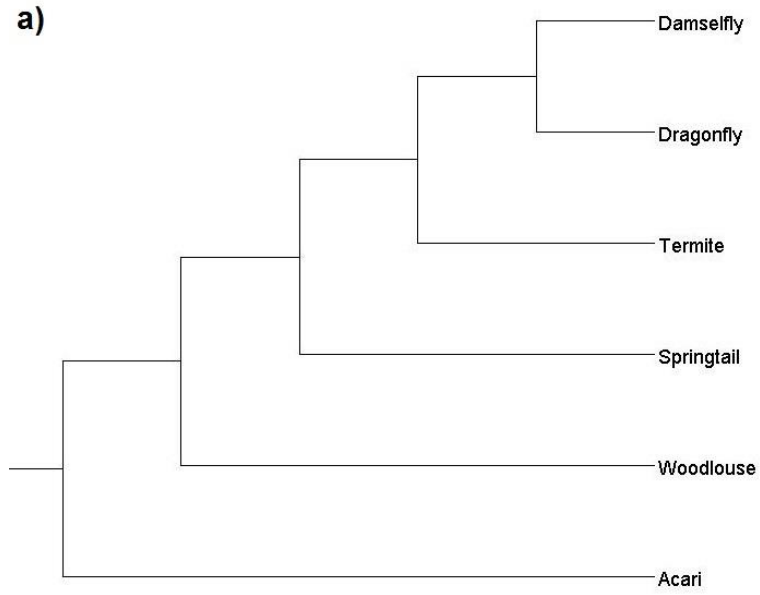 a)
Damselfly
Dragonfly
Termite
Springtail
Woodlouse
Acari